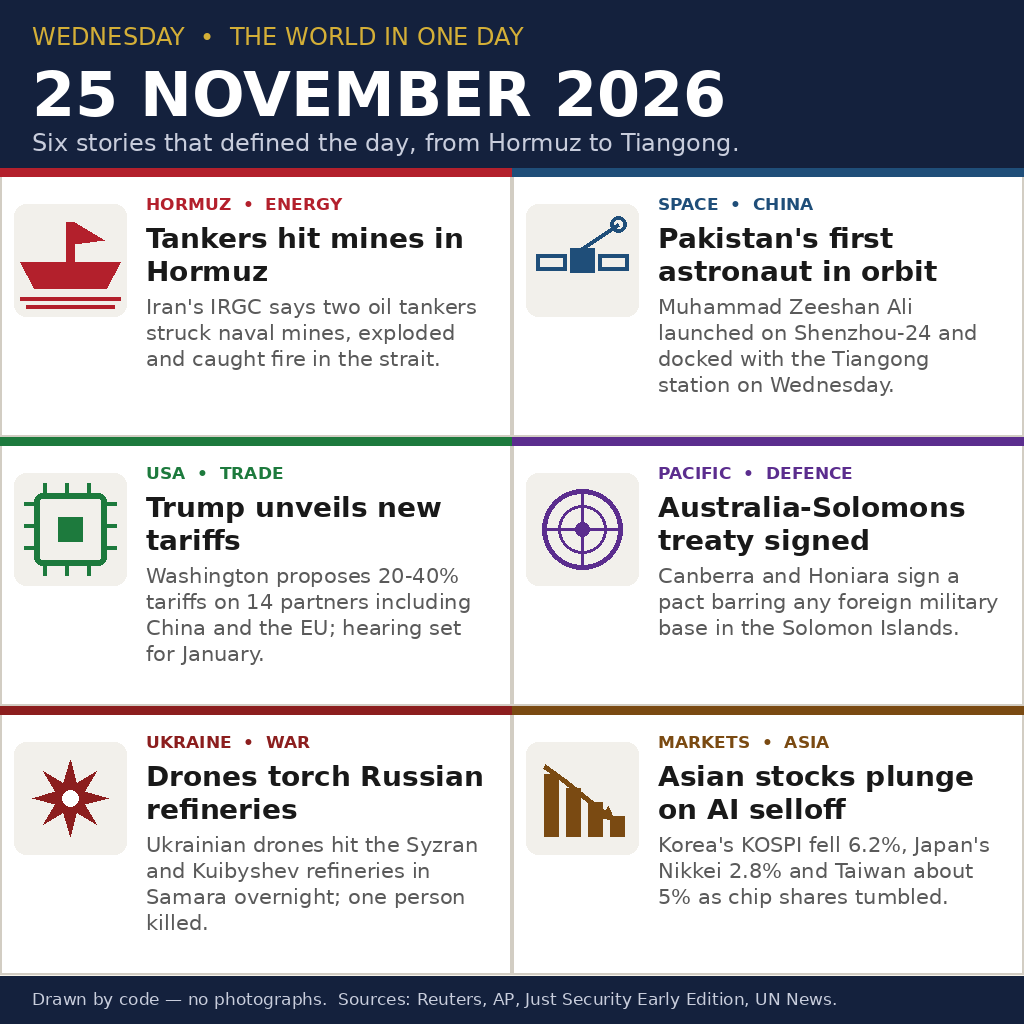 WEDNESDAY • THE WORLD IN ONE DAY
25 NOVEMBER 2026
Six stories that defined the day, from Hormuz to Tiangong.
HORMUZ • ENERGY
Tankers hit mines in
Hormuz
Iran's IRGC says two oil tankers
struck naval mines, exploded
and caught fire in the strait.
SPACE • CHINA
Pakistan's first
astronaut in orbit
Muhammad Zeeshan Ali
launched on Shenzhou-24 and
docked with the Tiangong
station on Wednesday.
USA • TRADE
Trump unveils new
tariffs
Washington proposes 20-40%
tariffs on 14 partners including
China and the EU; hearing set
for January.
PACIFIC • DEFENCE
Australia-Solomons
treaty signed
Canberra and Honiara sign a
pact barring any foreign military
base in the Solomon Islands.
UKRAINE • WAR
Drones torch Russian
refineries
Ukrainian drones hit the Syzran
and Kuibyshev refineries in
Samara overnight; one person
killed.
MARKETS • ASIA
Asian stocks plunge
on AI selloff
Korea's KOSPI fell 6.2%, Japan's
Nikkei 2.8% and Taiwan about
5% as chip shares tumbled.
Drawn by code — no photographs. Sources: Reuters, AP, Just Security Early Edition, UN News.